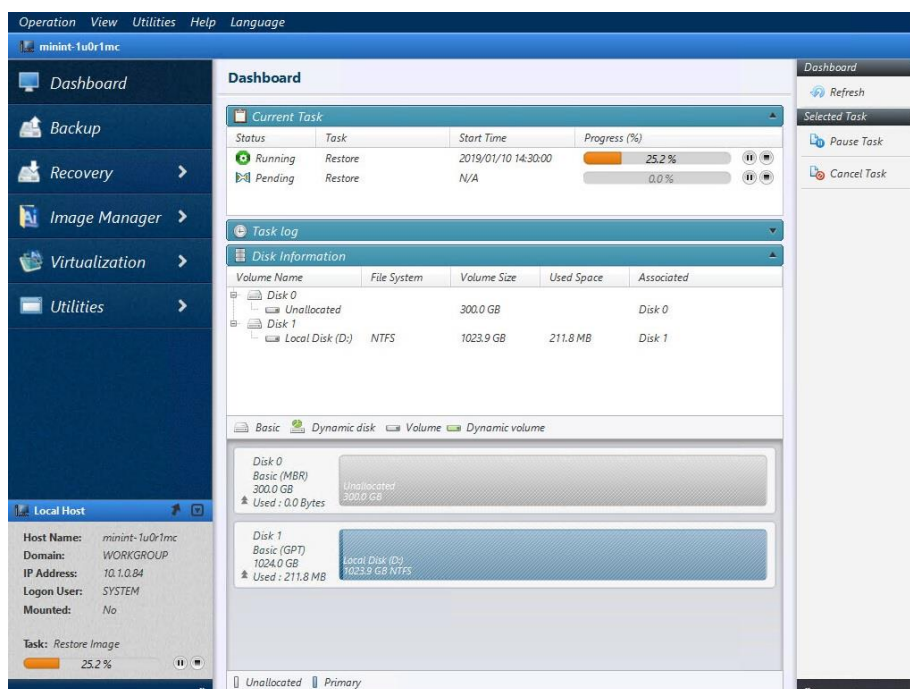 Operation View Utilities Help Language
minint-1u0r1mc
Dashboard
Backup
Recovery
Image Manager
Virtualization
Utilities
Local Host
Host Name: minint-1u0r1mc
Domain: WORKGROUP
IP Address: 10.1.0.84
Logon User: SYSTEM
Mounted: No
Task: Restore Image
25.2 %
Dashboard
Current Task
Status Task Start Time Progress (%)
Running Restore 2019/01/10 14:30:00 25.2 %
Pending Restore N/A 0.0 %
Task log
Disk Information
Volume Name File System Volume Size Used Space Associated
Disk 0
Unallocated 300.0 GB Disk 0
Disk 1
Local Disk (D:) NTFS 1023.9 GB 211.8 MB Disk 1
Basic Dynamic disk Volume Dynamic volume
Disk 0
Basic (MBR)
300.0 GB
Used : 0.0 Bytes
Unallocated
300.0 GB
Disk 1
Basic (GPT)
1024.0 GB
Used : 211.8 MB
Local Disk (D:)
1023.9 GB NTFS
Unallocated Primary
Dashboard
Refresh
Selected Task
Pause Task
Cancel Task